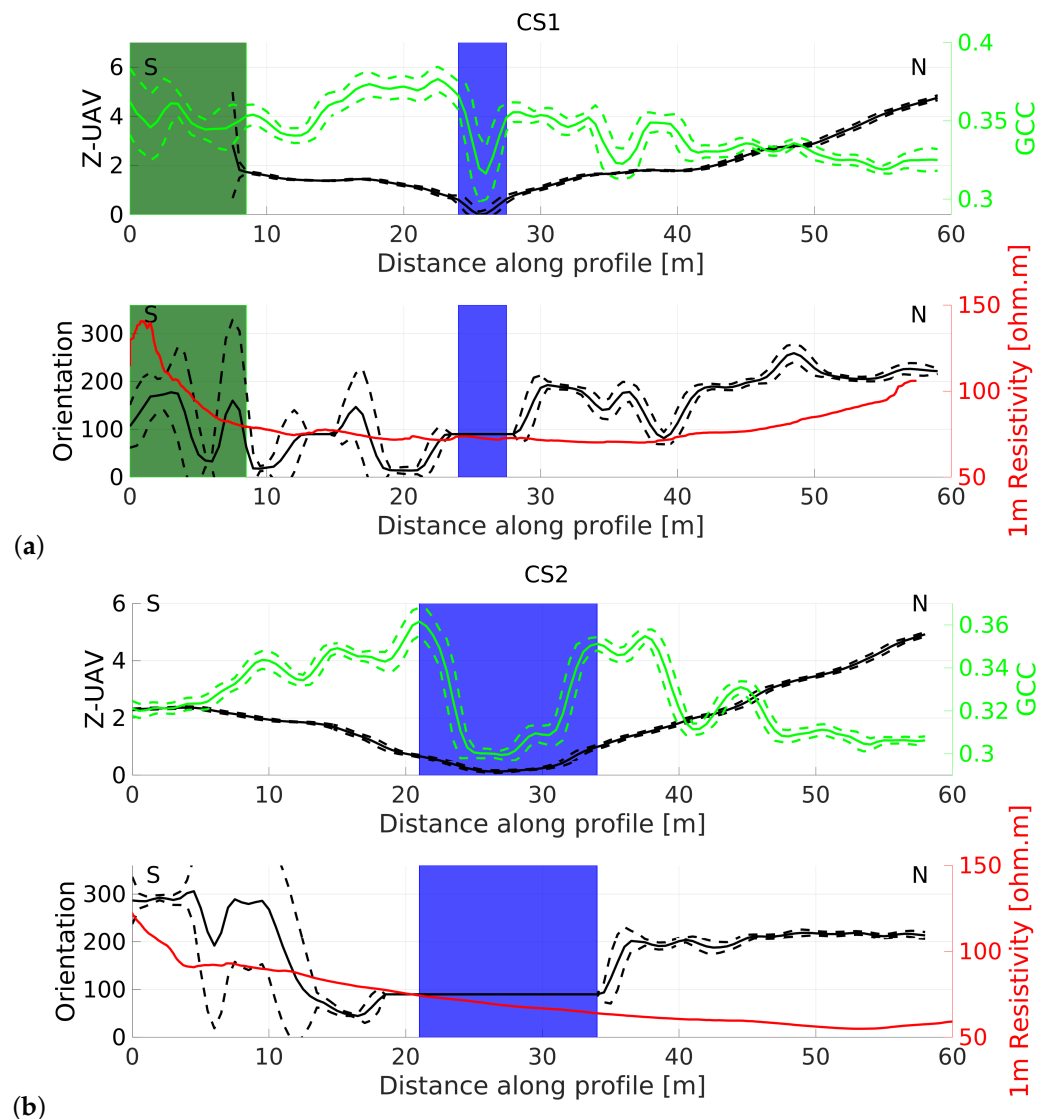 (a)
CS1
S
N
6
4
2
0
Z-UAV
0.4
0.35
0.3
GCC
0 10 20 30 40 50 60
Distance along profile [m]
S
N
300
200
100
0
Orientation
150
100
50
1m Resistivity [ohm.m]
0 10 20 30 40 50 60
Distance along profile [m]
(b)
CS2
S
N
6
4
2
0
Z-UAV
0.36
0.34
0.32
0.3
GCC
0 10 20 30 40 50 60
Distance along profile [m]
S
N
300
200
100
0
Orientation
150
100
50
1m Resistivity [ohm.m]
0 10 20 30 40 50 60
Distance along profile [m]